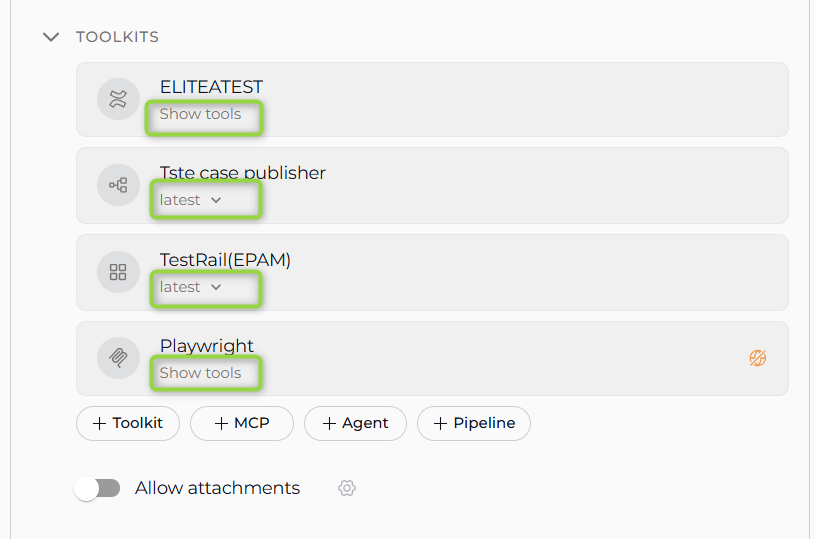 TOOLKITS
ELITEATEST
Show tools
Tste case publisher
latest
TestRail(EPAM)
latest
Playwright
Show tools
+ Toolkit + MCP + Agent + Pipeline
Allow attachments